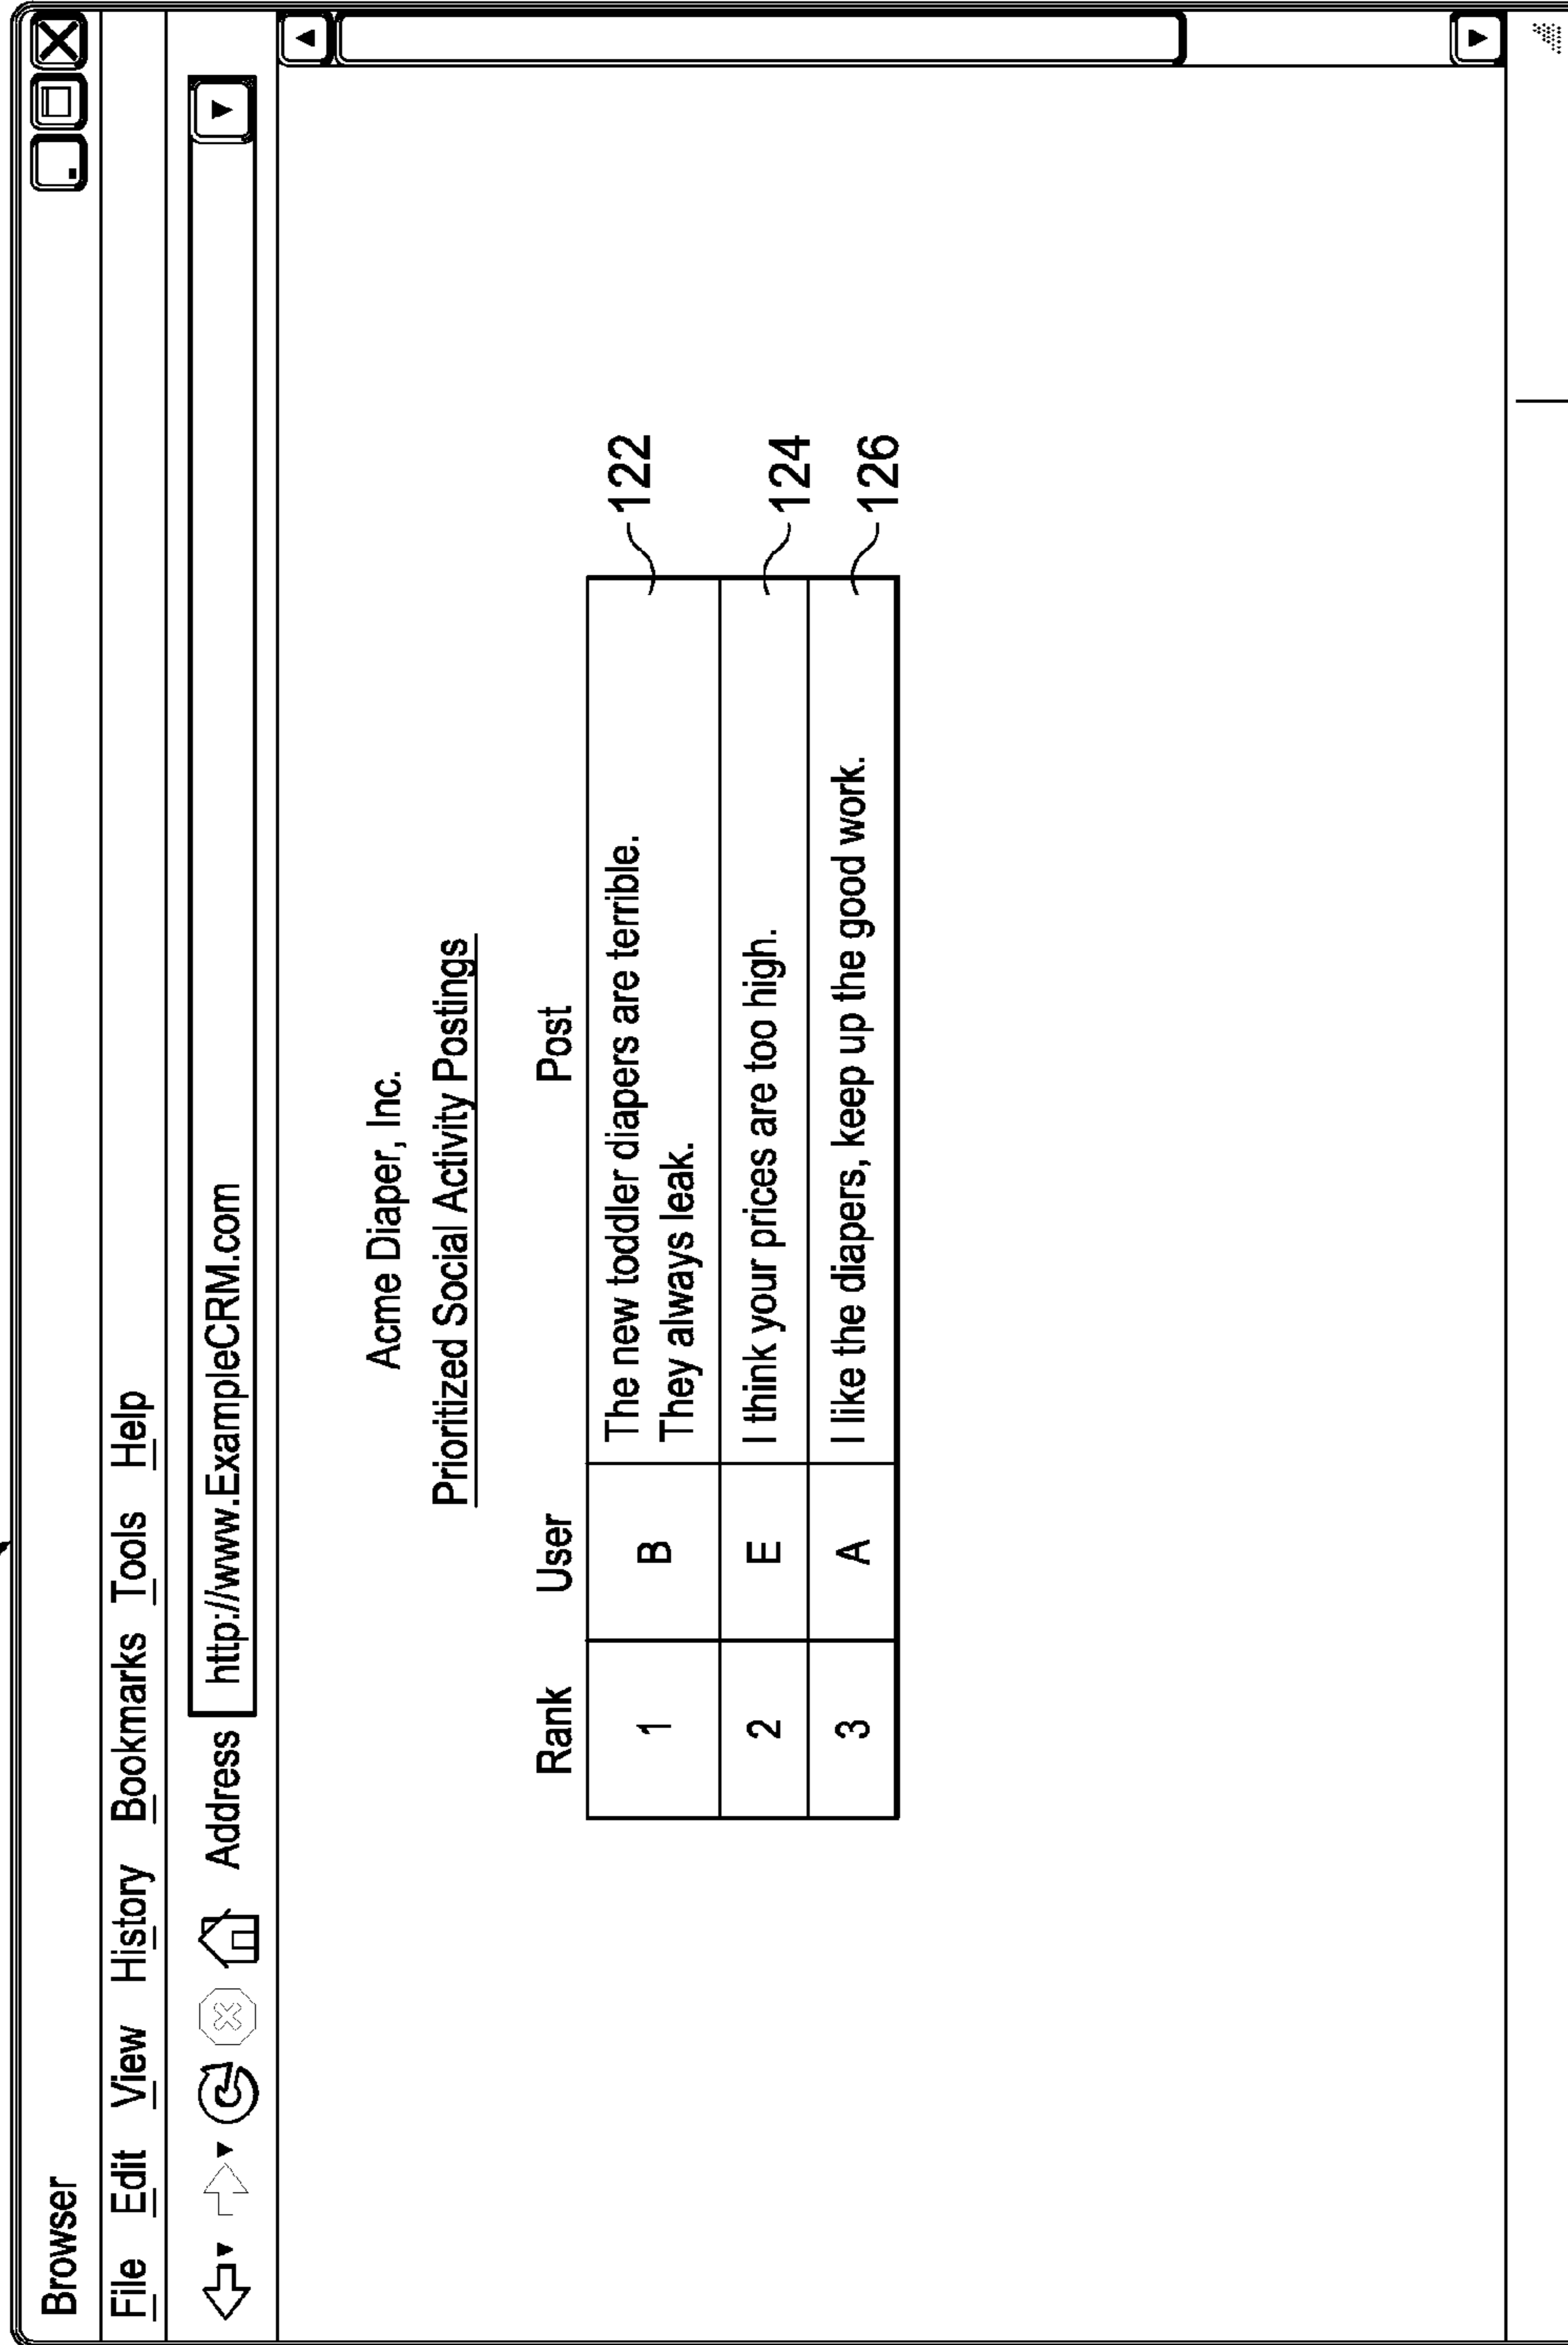 Browser
File Edit View History Bookmarks Tools Help
Address http://www.ExampleCRM.com
Acme Diaper, Inc.
Prioritized Social Activity Postings
Rank User Post
1 B The new toddler diapers are terrible.
They always leak.
122
2 E I think your prices are too high.
124
3 A I like the diapers, keep up the good work.
126